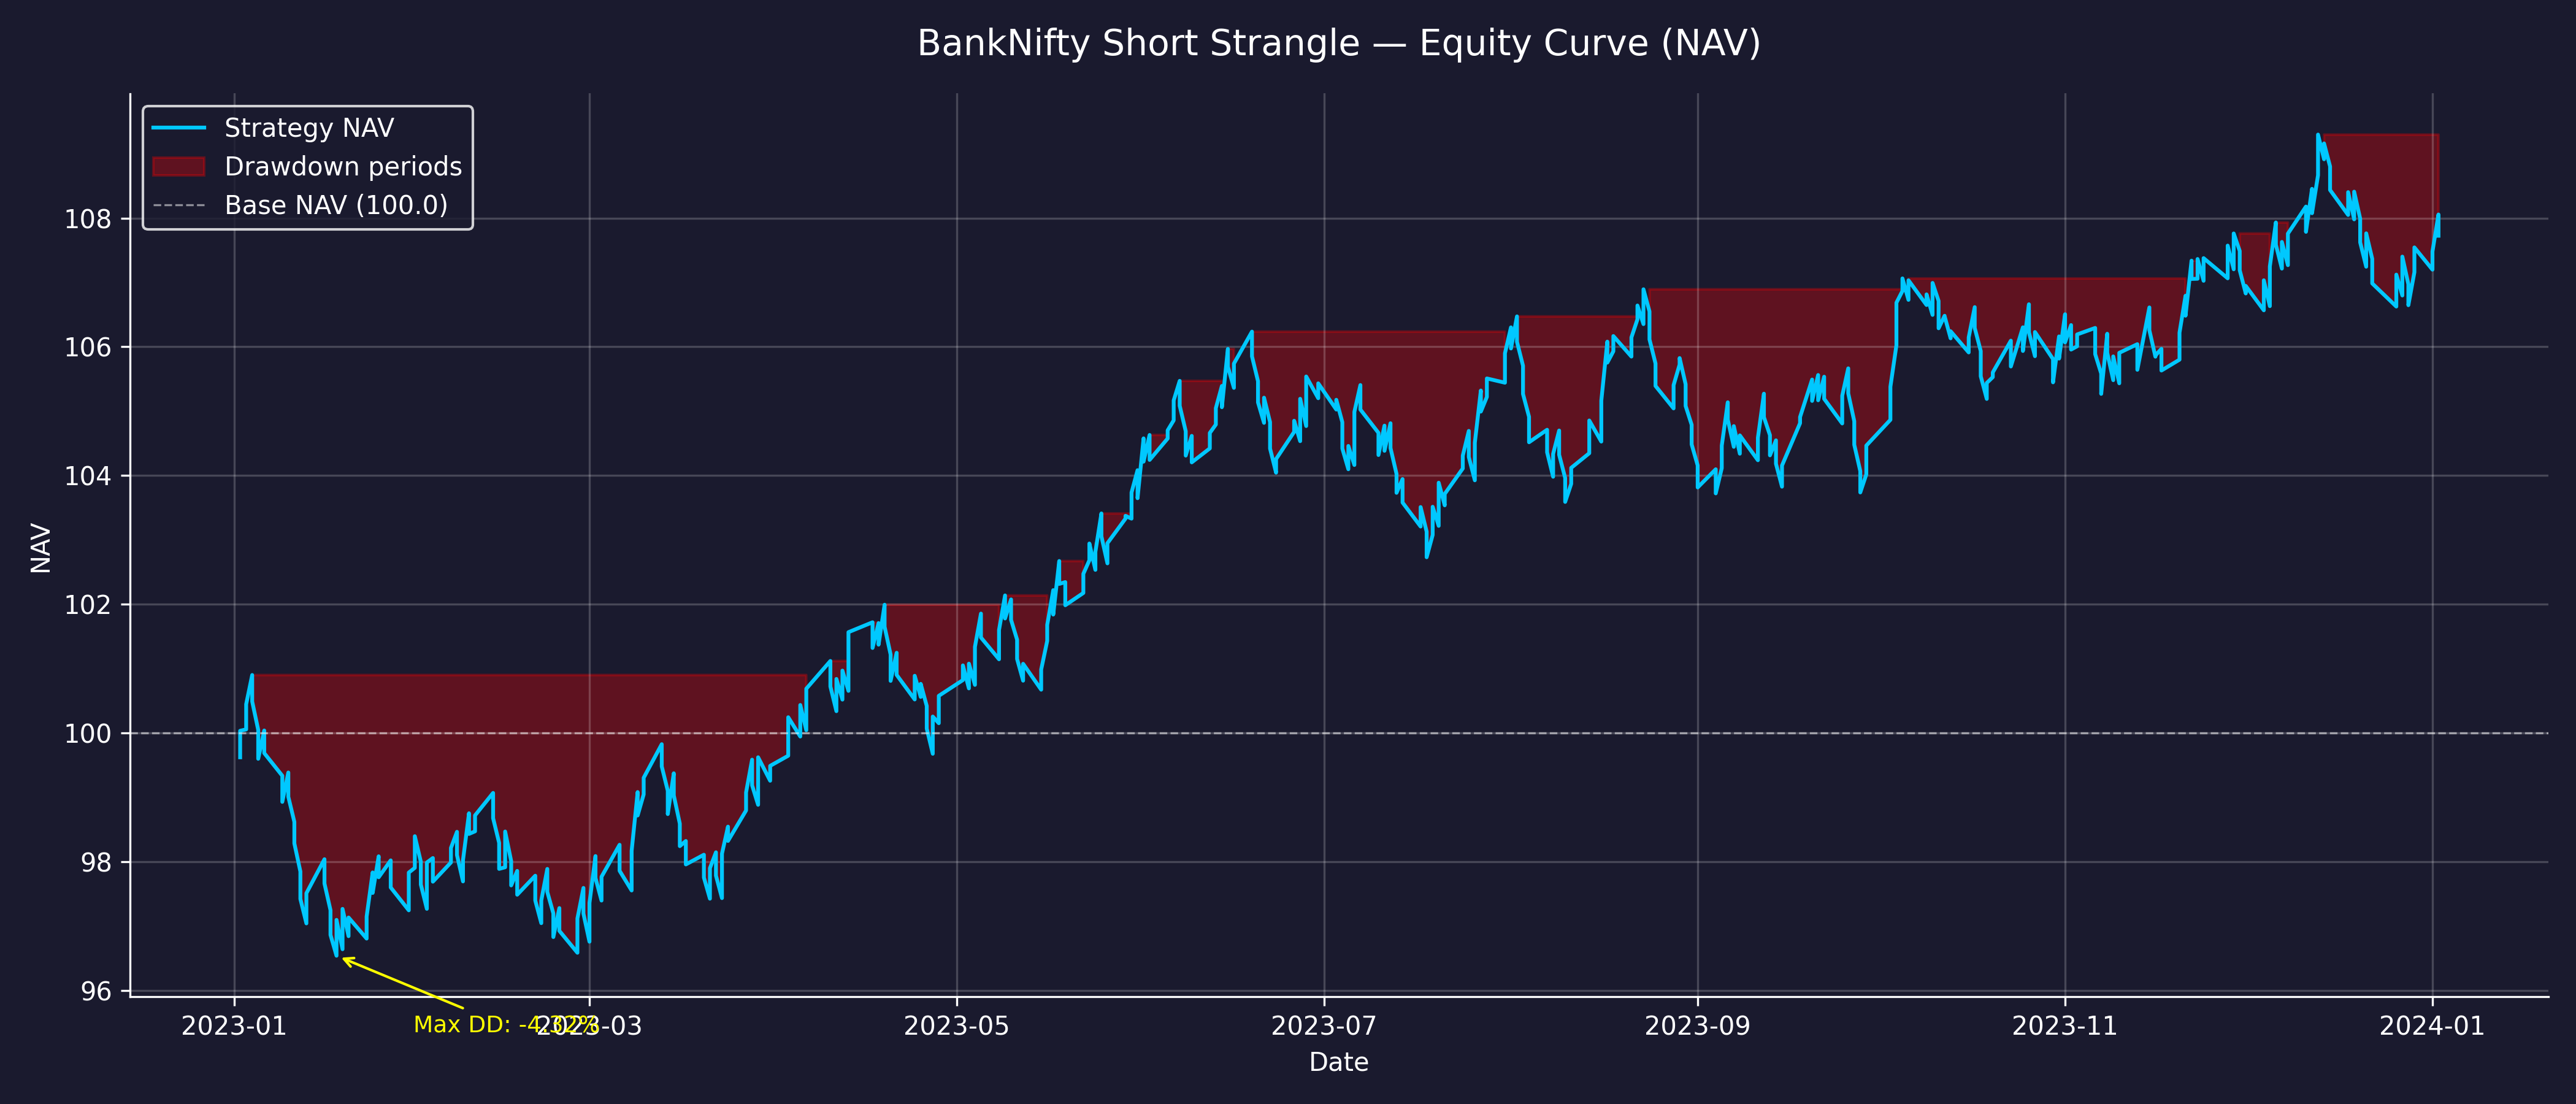 BankNifty Short Strangle — Equity Curve (NAV)
Strategy NAV
Drawdown periods
Base NAV (100.0)
NAV
108
106
104
102
100
98
96
Max DD: -4.32%
2023-01
2023-03
2023-05
2023-07
2023-09
2023-11
2024-01
Date